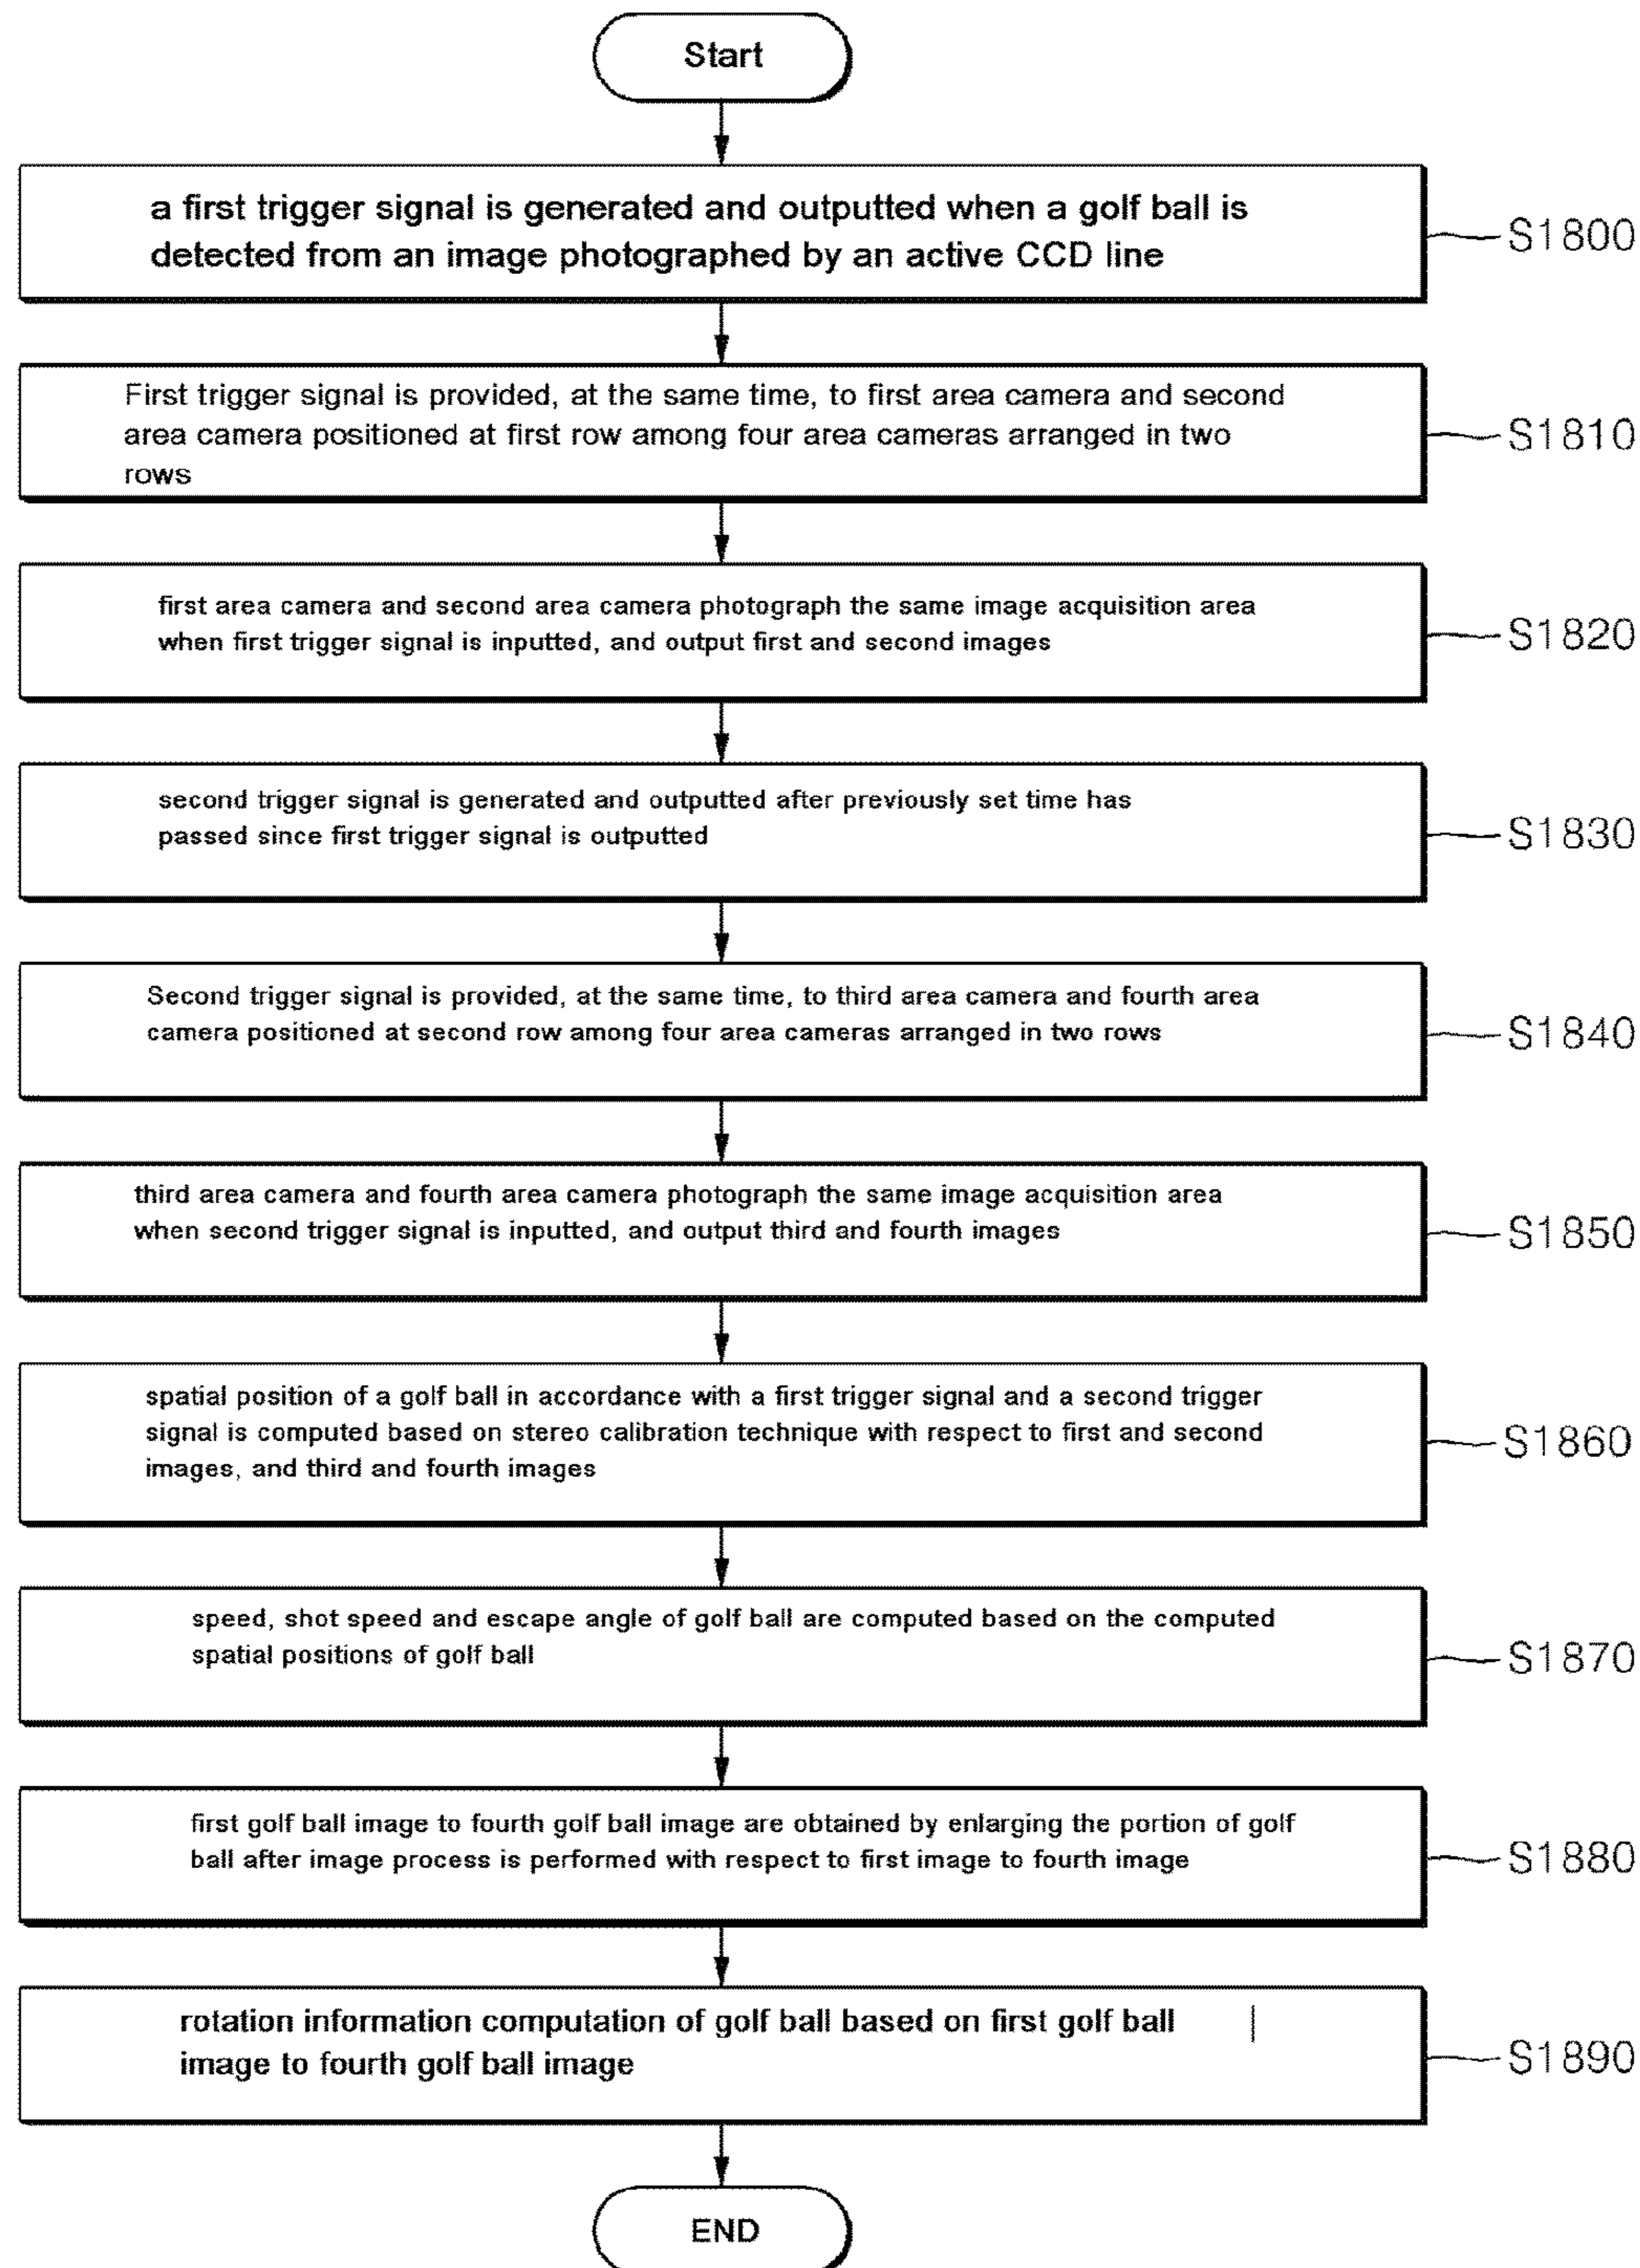 Start
a first trigger signal is generated and outputted when a golf ball is
detected from an image photographed by an active CCD line
S1800
First trigger signal is provided, at the same time, to first area camera and second
area camera positioned at first row among four area cameras arranged in two
rows
S1810
first area camera and second area camera photograph the same image acquisition area
when first trigger signal is inputted, and output first and second images
S1820
second trigger signal is generated and outputted after previously set time has
passed since first trigger signal is outputted
S1830
Second trigger signal is provided, at the same time, to third area camera and fourth area
camera positioned at second row among four area cameras arranged in two rows
S1840
third area camera and fourth area camera photograph the same image acquisition area
when second trigger signal is inputted, and output third and fourth images
S1850
spatial position of a golf ball in accordance with a first trigger signal and a second trigger
signal is computed based on stereo calibration technique with respect to first and second
images, and third and fourth images
S1860
speed, shot speed and escape angle of golf ball are computed based on the computed
spatial positions of golf ball
S1870
first golf ball image to fourth golf ball image are obtained by enlarging the portion of golf
ball after image process is performed with respect to first image to fourth image
S1880
rotation information computation of golf ball based on first golf ball
image to fourth golf ball image
S1890
END